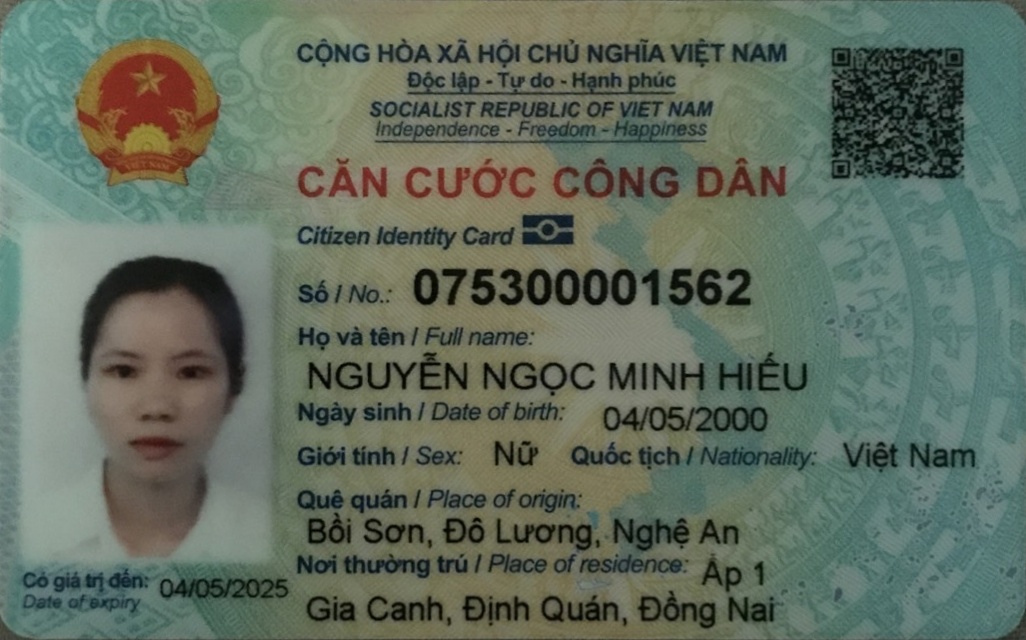 CỘNG HÒA XÃ HỘI CHỦ NGHĨA VIỆT NAM
Độc lập - Tự do - Hạnh phúc
SOCIALIST REPUBLIC OF VIET NAM
Independence - Freedom - Happiness
CĂN CƯỚC CÔNG DÂN
Citizen Identity Card
Số / No.: 075300001562
Họ và tên / Full name:
NGUYỄN NGỌC MINH HIẾU
Ngày sinh / Date of birth: 04/05/2000
Giới tính / Sex: Nữ Quốc tịch / Nationality: Việt Nam
Quê quán / Place of origin:
Bồi Sơn, Đô Lương, Nghệ An
Nơi thường trú / Place of residence: Ấp 1
Gia Canh, Định Quán, Đồng Nai
Có giá trị đến: 04/05/2025
Date of expiry
VIỆT NAM